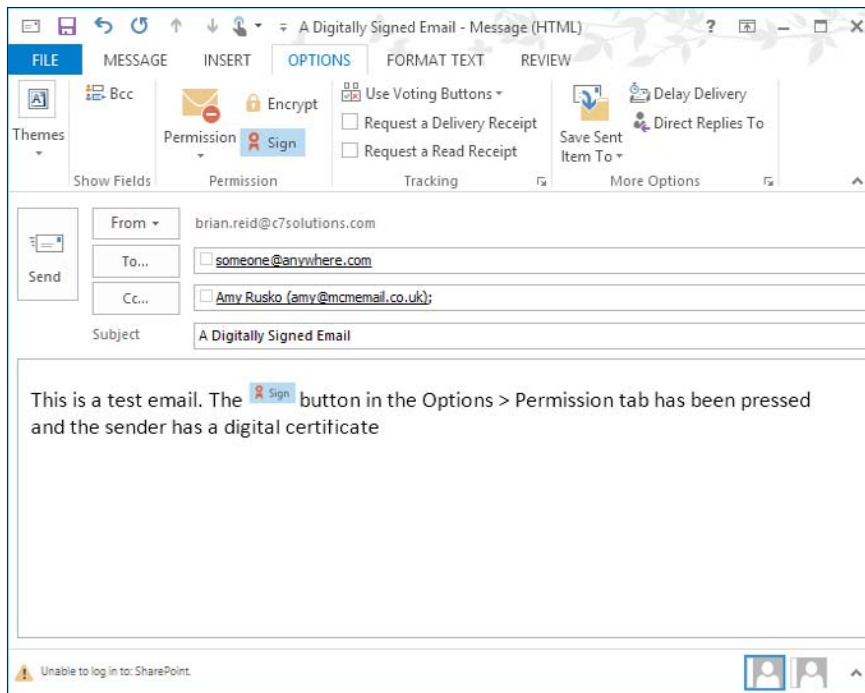 A Digitally Signed Email - Message (HTML) ?
FILE MESSAGE INSERT OPTIONS FORMAT TEXT REVIEW
Themes
Bcc
Show Fields
Permission
Encrypt
Sign
Permission
Use Voting Buttons
Request a Delivery Receipt
Request a Read Receipt
Tracking
Save Sent
Item To
Delay Delivery
Direct Replies To
More Options
Send
From brian.reid@c7solutions.com
To... someone@anywhere.com
Cc... Amy Rusko (amy@mcmemail.co.uk);
Subject A Digitally Signed Email
This is a test email. The Sign button in the Options > Permission tab has been pressed
and the sender has a digital certificate
Unable to log in to: SharePoint.